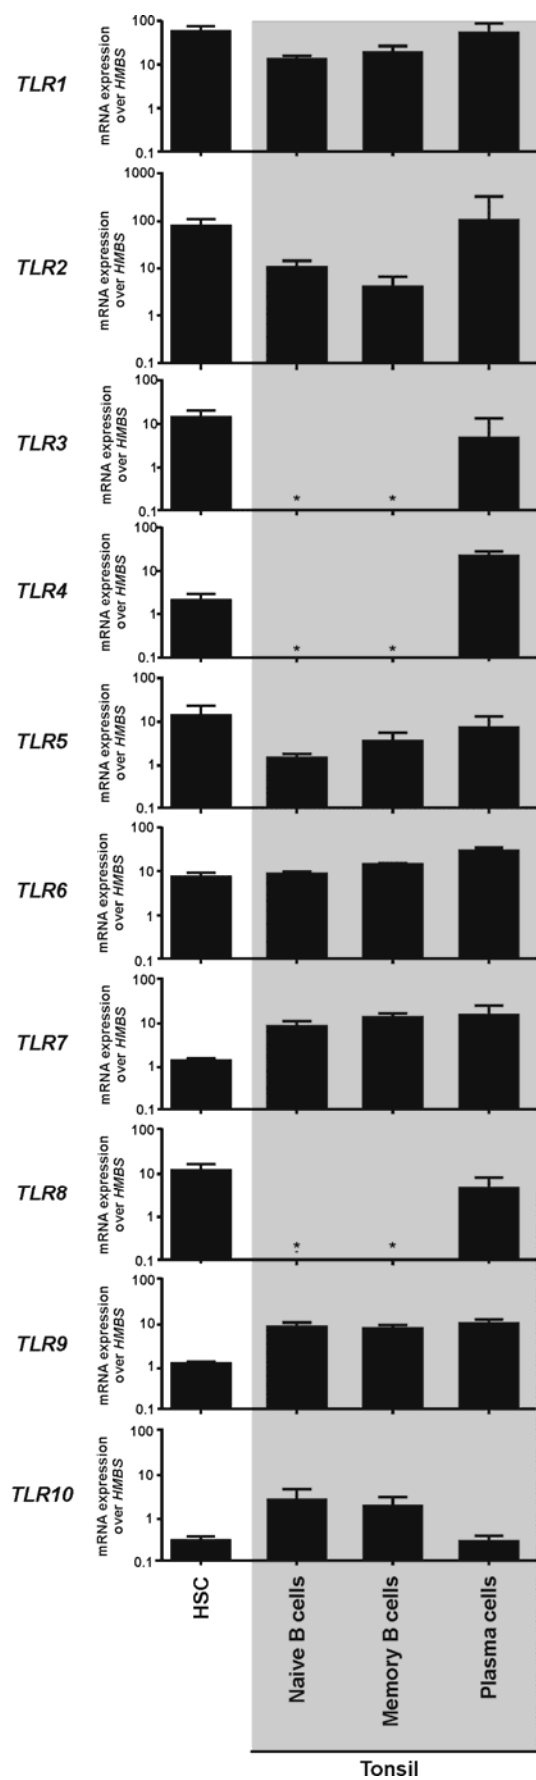 TLR1
mRNA expression
over HMBS
100
10
1
0.1
TLR2
mRNA expression
over HMBS
1000
100
10
1
0.1
TLR3
mRNA expression
over HMBS
100
10
1
0.1
* *
TLR4
mRNA expression
over HMBS
100
10
1
0.1
* *
TLR5
mRNA expression
over HMBS
100
10
1
0.1
TLR6
mRNA expression
over HMBS
100
10
1
0.1
TLR7
mRNA expression
over HMBS
100
10
1
0.1
TLR8
mRNA expression
over HMBS
100
10
1
0.1
* *
TLR9
mRNA expression
over HMBS
100
10
1
0.1
TLR10
mRNA expression
over HMBS
100
10
1
0.1
HSC
Naive B cells
Memory B cells
Plasma cells
Tonsil